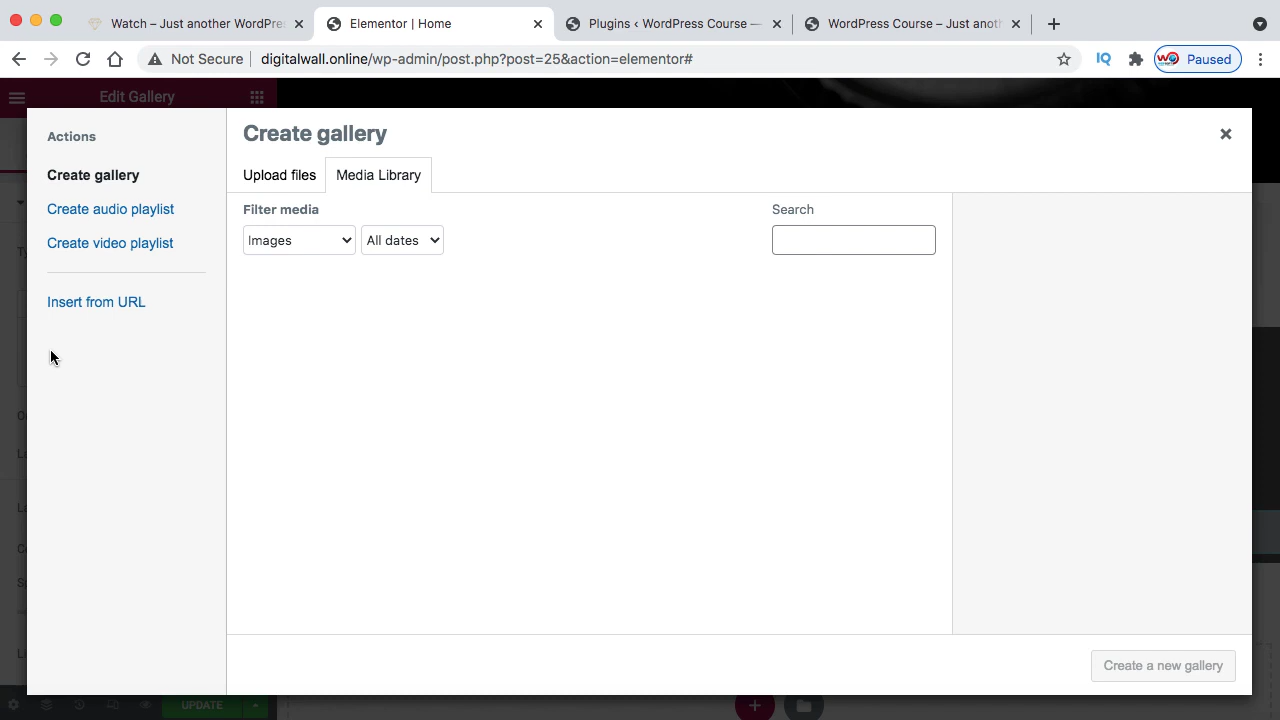 Watch – Just another WordPres
Elementor | Home
Plugins ‹ WordPress Course —
WordPress Course – Just anoth
Not Secure
digitalwall.online/wp-admin/post.php?post=25&action=elementor#
IQ
Paused
Edit Gallery
Actions
Create gallery
Create audio playlist
Create video playlist
Insert from URL
Create gallery
Upload files
Media Library
Filter media
Images
All dates
Search
Create a new gallery
UPDATE